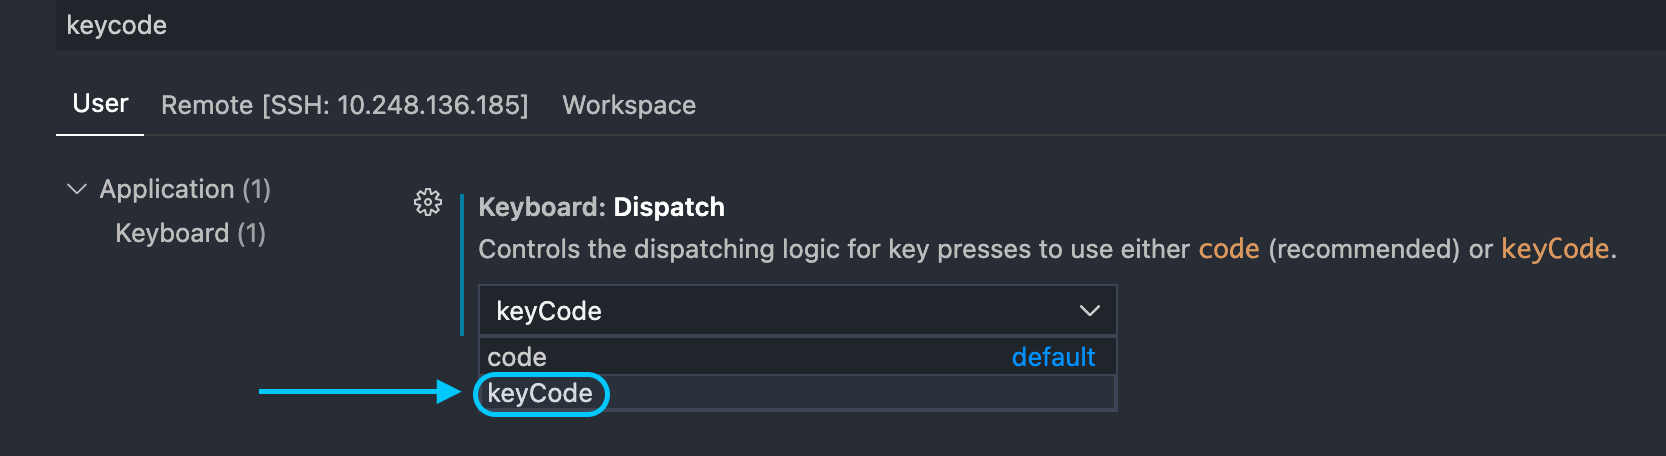 keycode
User Remote [SSH: 10.248.136.185] Workspace
Application (1)
Keyboard (1)
Keyboard: Dispatch
Controls the dispatching logic for key presses to use either code (recommended) or keyCode.
keyCode
code default
keyCode